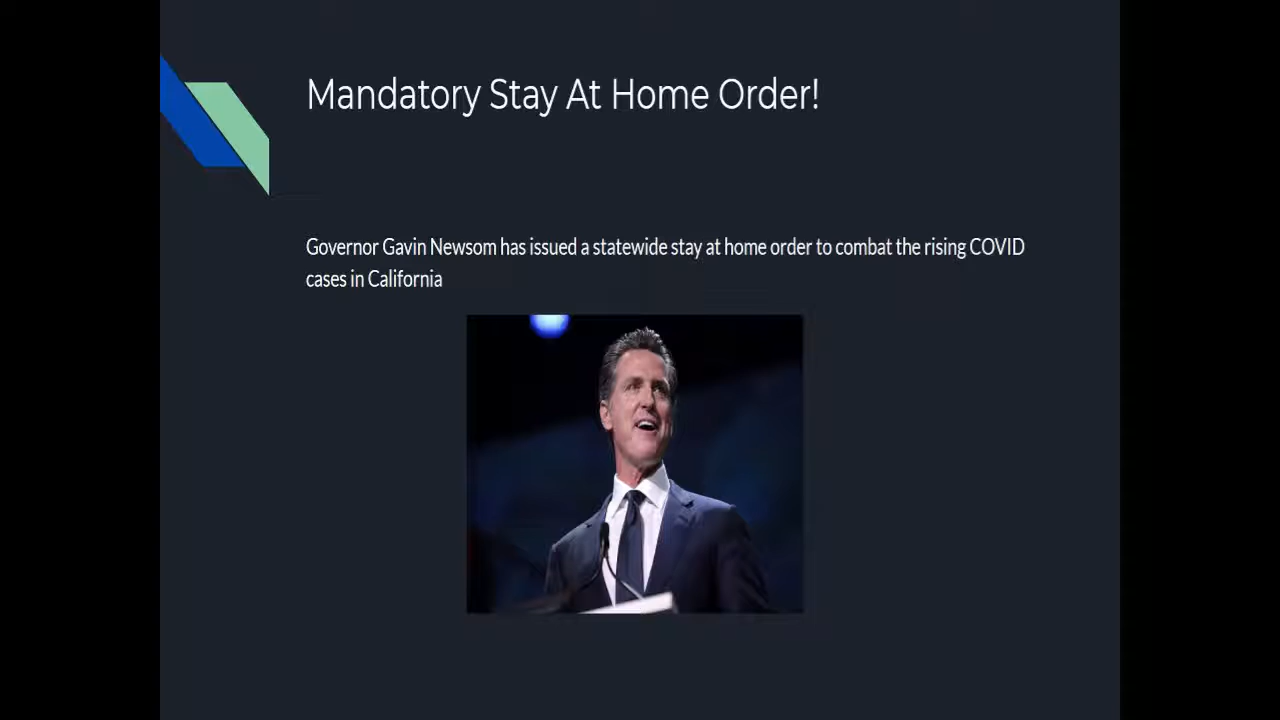 Mandatory Stay At Home Order!
Governor Gavin Newsom has issued a statewide stay at home order to combat the rising COVID
cases in California